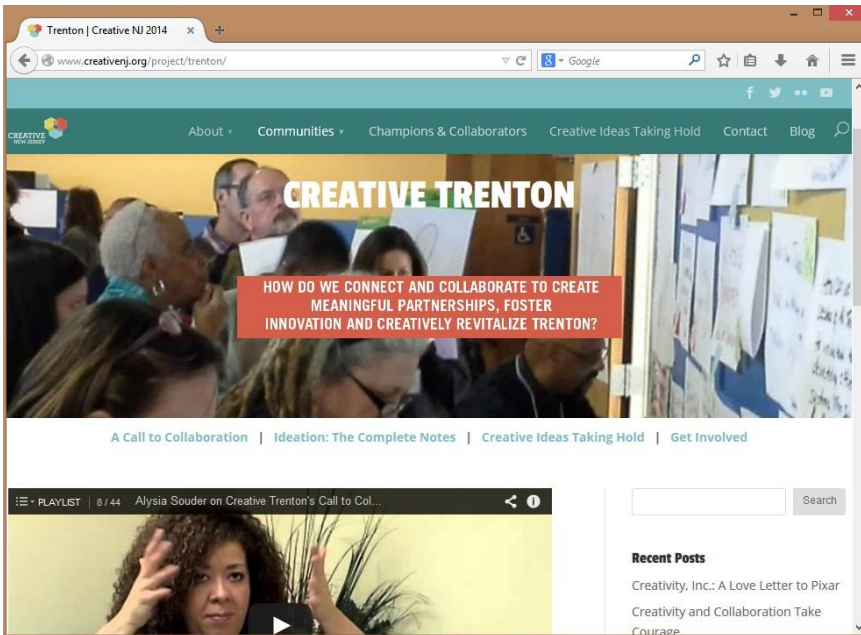 Trenton | Creative NJ 2014
www.creativenj.org/project/trenton/
Google
CREATIVE
NEW JERSEY
About
Communities
Champions & Collaborators
Creative Ideas Taking Hold
Contact
Blog
CREATIVE TRENTON
HOW DO WE CONNECT AND COLLABORATE TO CREATE
MEANINGFUL PARTNERSHIPS, FOSTER
INNOVATION AND CREATIVELY REVITALIZE TRENTON?
A Call to Collaboration | Ideation: The Complete Notes | Creative Ideas Taking Hold | Get Involved
PLAYLIST | 8 / 44 Alysia Souder on Creative Trenton's Call to Col...
Search
Recent Posts
Creativity, Inc.: A Love Letter to Pixar
Creativity and Collaboration Take
Courage